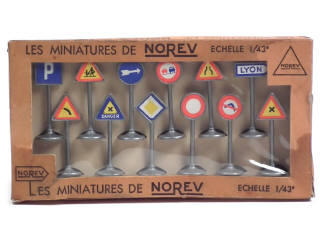 LES MINIATURES DE NOREV ECHELLE 1/43e
NOREV
P
LYON
DANGER
NOREV
LES MINIATURES DE NOREV ECHELLE 1/43e